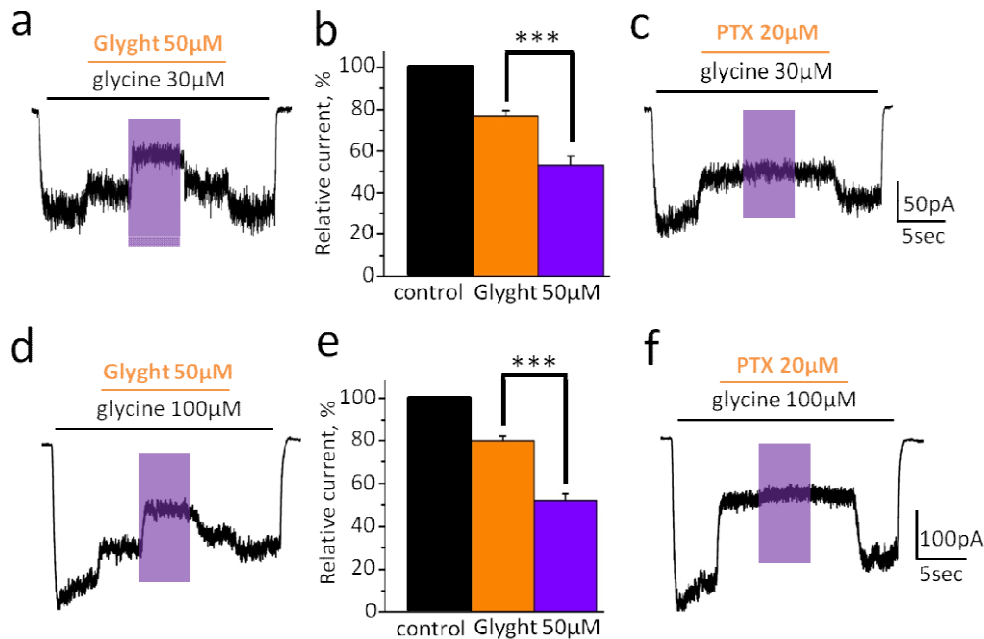 a
Glyght 50µM
glycine 30µM
b
***
Relative current, %
100
80
60
40
20
0
control Glyght 50µM
c
PTX 20µM
glycine 30µM
50pA
5sec
d
Glyght 50µM
glycine 100µM
e
***
Relative current, %
100
80
60
40
20
0
control Glyght 50µM
f
PTX 20µM
glycine 100µM
100pA
5sec